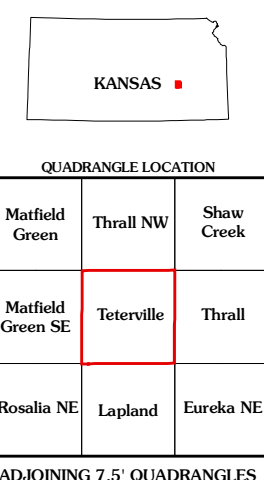 KANSAS
QUADRANGLE LOCATION
Matfield
Green
Thrall NW
Shaw
Creek
Matfield
Green SE
Teterville
Thrall
Rosalia NE
Lapland
Eureka NE
ADJOINING 7.5' QUADRANGLES